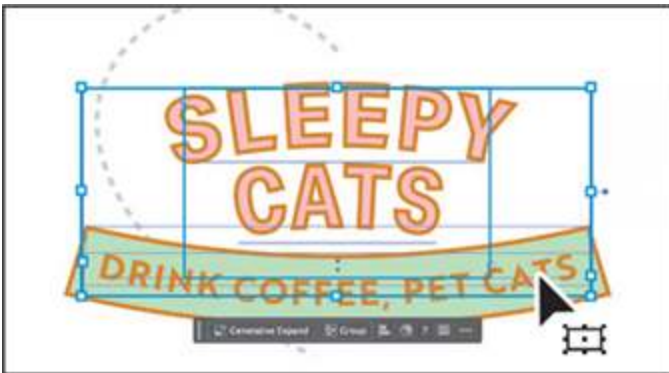 SLEEPY
CATS
DRINK COFFEE, PET CATS
Generative Expand Group